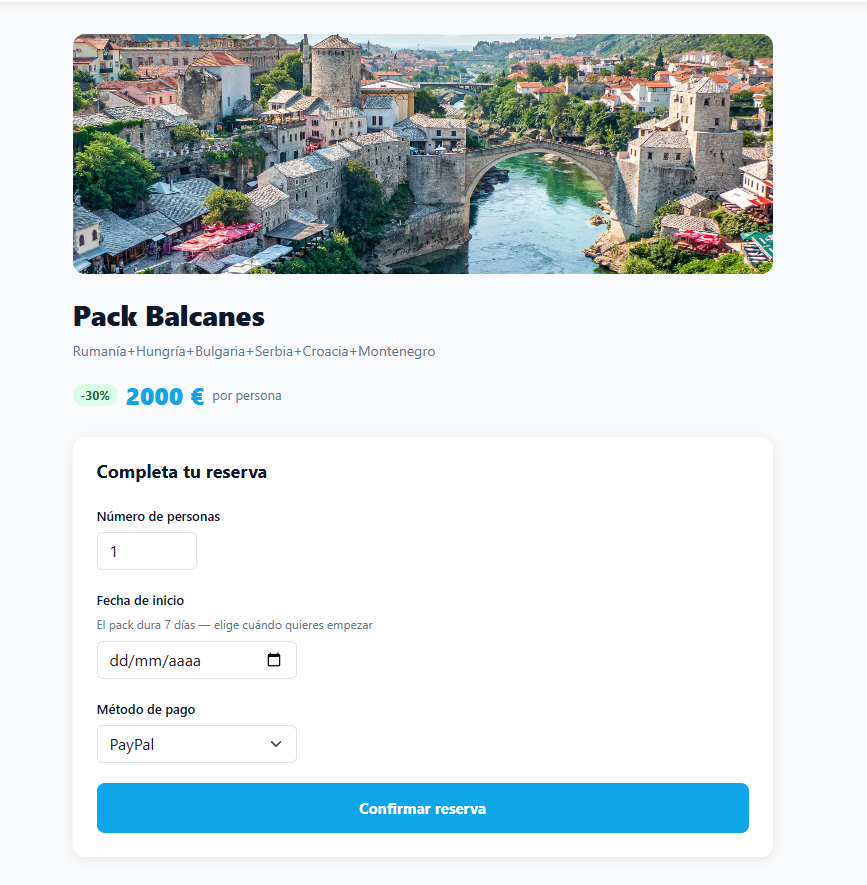 Pack Balcanes
Rumanía+Hungría+Bulgaria+Serbia+Croacia+Montenegro
-30% 2000 € por persona
Completa tu reserva
Número de personas
1
Fecha de inicio
El pack dura 7 días — elige cuándo quieres empezar
dd/mm/aaaa
Método de pago
PayPal
Confirmar reserva